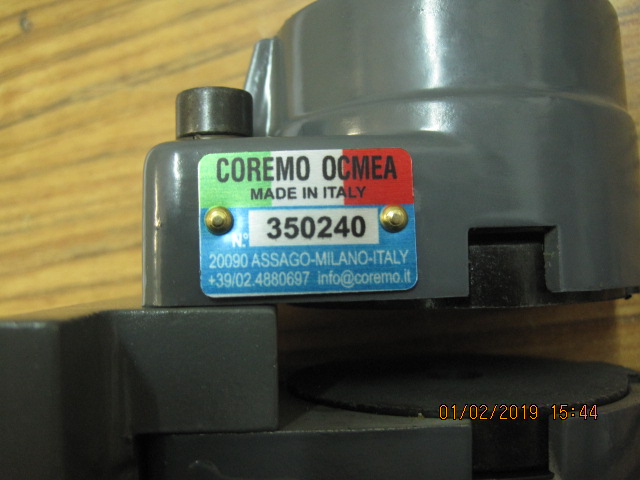 COREMO OCMEA
MADE IN ITALY
N.° 350240
20090 ASSAGO-MILANO-ITALY
+39/02.4880697 info@coremo.it
01/02/2019 15:44